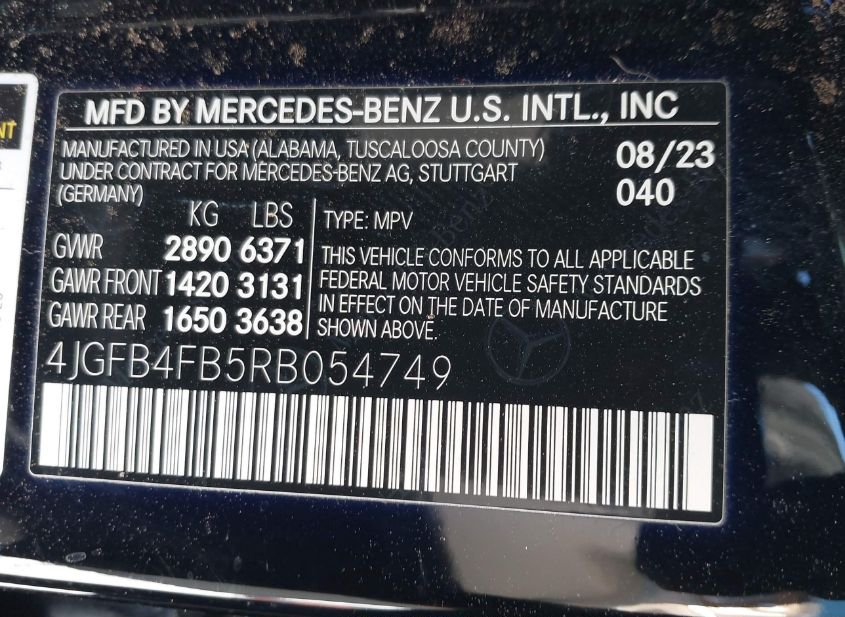 MFD BY MERCEDES-BENZ U.S. INTL., INC
MANUFACTURED IN USA (ALABAMA, TUSCALOOSA COUNTY)
UNDER CONTRACT FOR MERCEDES-BENZ AG, STUTTGART
(GERMANY)
08/23
040
KG LBS
GVWR 2890 6371
GAWR FRONT 1420 3131
GAWR REAR 1650 3638
TYPE: MPV
THIS VEHICLE CONFORMS TO ALL APPLICABLE
FEDERAL MOTOR VEHICLE SAFETY STANDARDS
IN EFFECT ON THE DATE OF MANUFACTURE
SHOWN ABOVE.
4JGFB4FB5RB054749